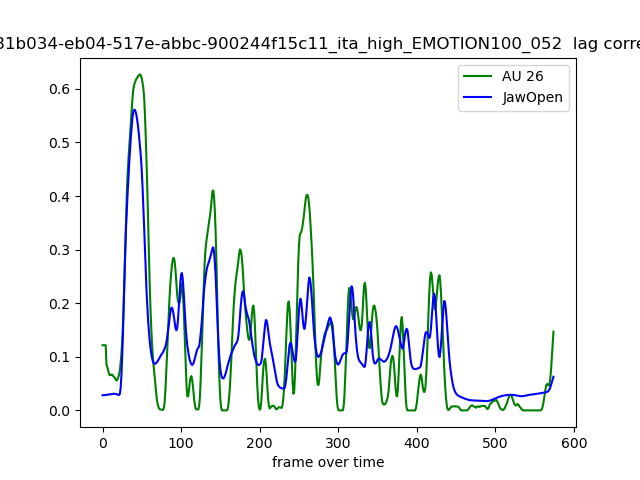 31b034-eb04-517e-abbc-900244f15c11_ita_high_EMOTION100_052 lag corre
AU 26
JawOpen
0.6
0.5
0.4
0.3
0.2
0.1
0.0
0 100 200 300 400 500 600
frame over time